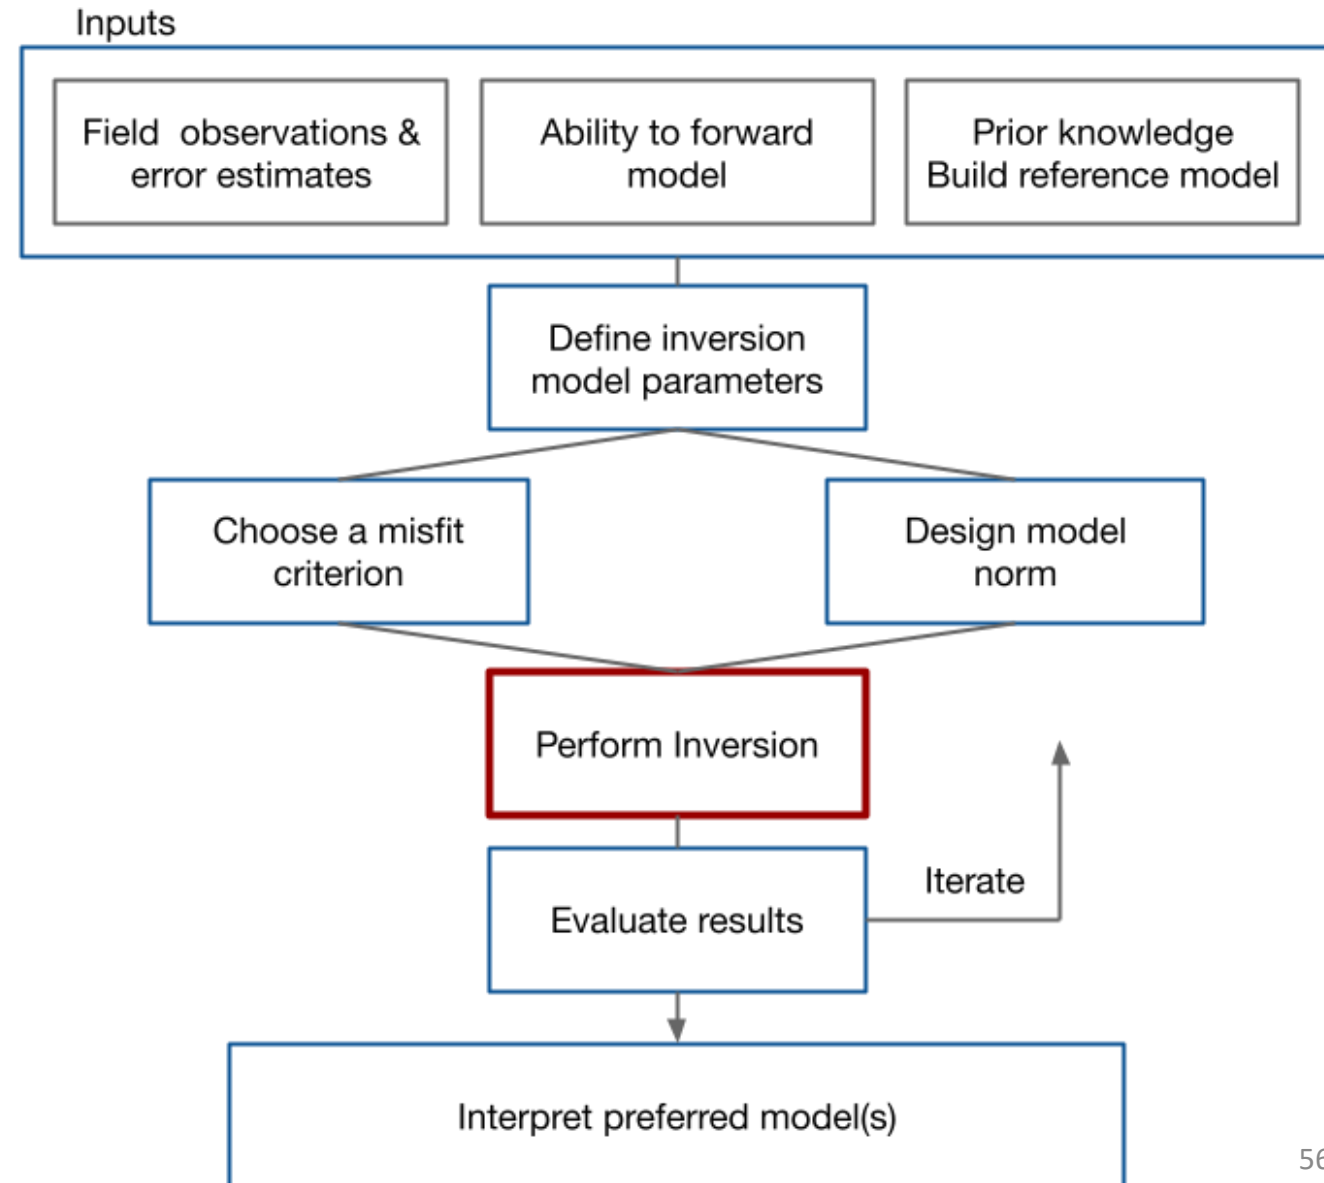 Inputs
Field observations &
error estimates
Ability to forward
model
Prior knowledge
Build reference model
Define inversion
model parameters
Choose a misfit
criterion
Design model
norm
Perform Inversion
Iterate
Evaluate results
Interpret preferred model(s)
56